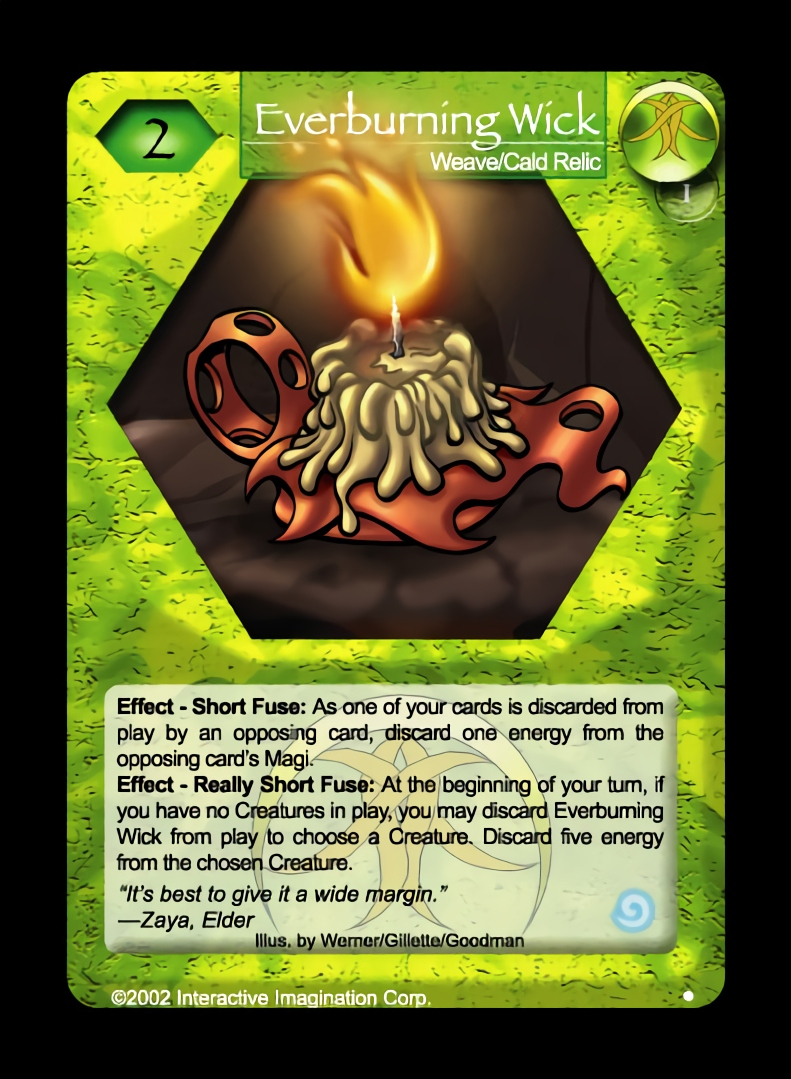 2
Everburning Wick
Weave/Cald Relic
I
Effect - Short Fuse: As one of your cards is discarded from
play by an opposing card, discard one energy from the
opposing card's Magi.
Effect - Really Short Fuse: At the beginning of your turn, if
you have no Creatures in play, you may discard Everburning
Wick from play to choose a Creature. Discard five energy
from the chosen Creature.
"It's best to give it a wide margin."
—Zaya, Elder
Illus. by Werner/Gillette/Goodman
©2002 Interactive Imagination Corp.